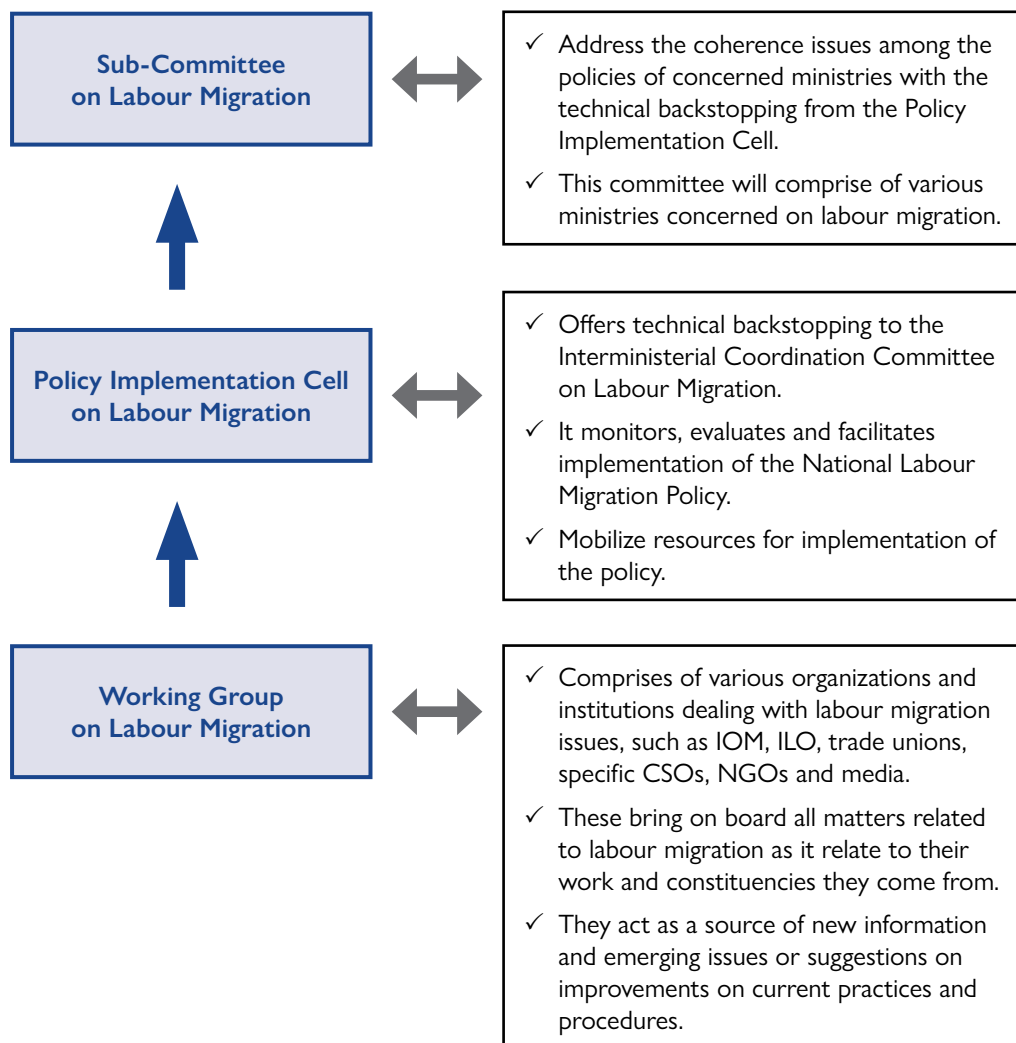 Sub-Committee
on Labour Migration
✓ Address the coherence issues among the
policies of concerned ministries with the
technical backstopping from the Policy
Implementation Cell.
✓ This committee will comprise of various
ministries concerned on labour migration.
Policy Implementation Cell
on Labour Migration
✓ Offers technical backstopping to the
Interministerial Coordination Committee
on Labour Migration.
✓ It monitors, evaluates and facilitates
implementation of the National Labour
Migration Policy.
✓ Mobilize resources for implementation of
the policy.
Working Group
on Labour Migration
✓ Comprises of various organizations and
institutions dealing with labour migration
issues, such as IOM, ILO, trade unions,
specific CSOs, NGOs and media.
✓ These bring on board all matters related
to labour migration as it relate to their
work and constituencies they come from.
✓ They act as a source of new information
and emerging issues or suggestions on
improvements on current practices and
procedures.